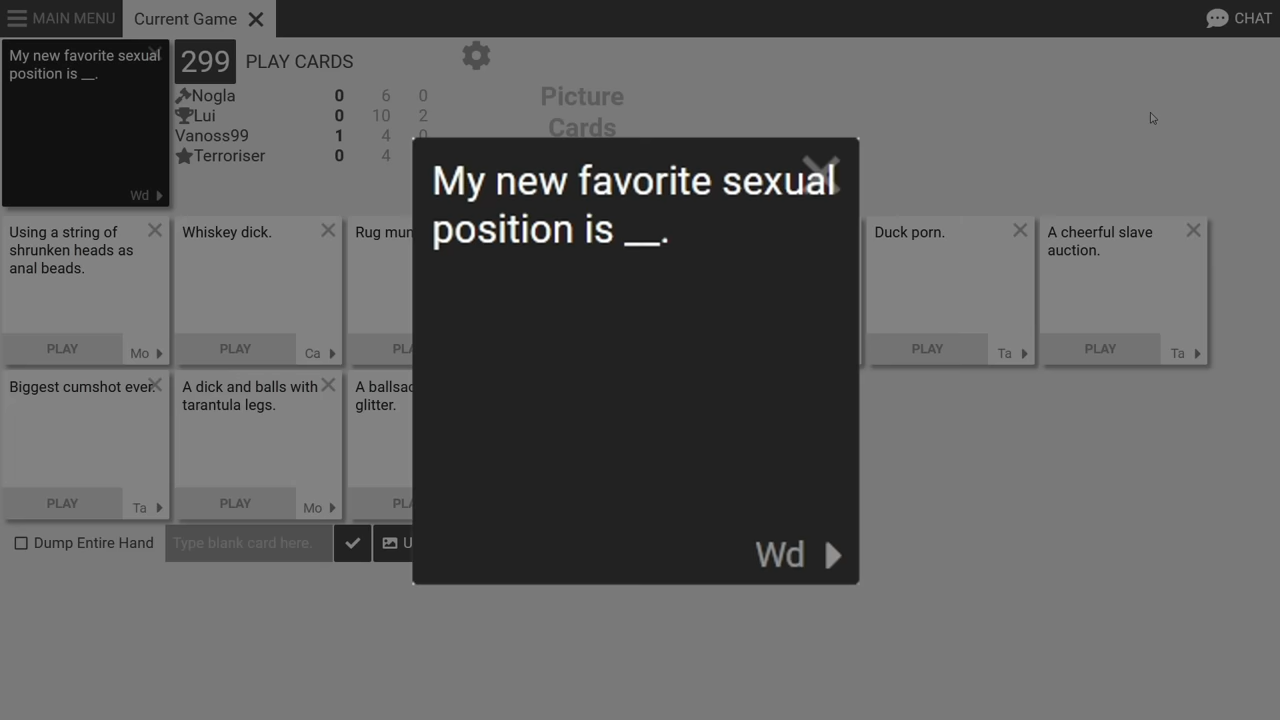 MAIN MENU
Current Game
CHAT
My new favorite sexual
position is __.
Wd
299 PLAY CARDS
Nogla 0 6 0
Lui 0 10 2
Vanoss99 1 4 0
Terroriser 0 4
Picture
Cards
My new favorite sexual
position is __.
Wd
Using a string of
shrunken heads as
anal beads.
PLAY Mo
Whiskey dick.
PLAY Ca
Rug
Duck porn.
PLAY Ta
A cheerful slave
auction.
PLAY Ta
Biggest cumshot ever.
PLAY Ta
A dick and balls with
tarantula legs.
PLAY Mo
A
glitter.
Dump Entire Hand
Type blank card here.